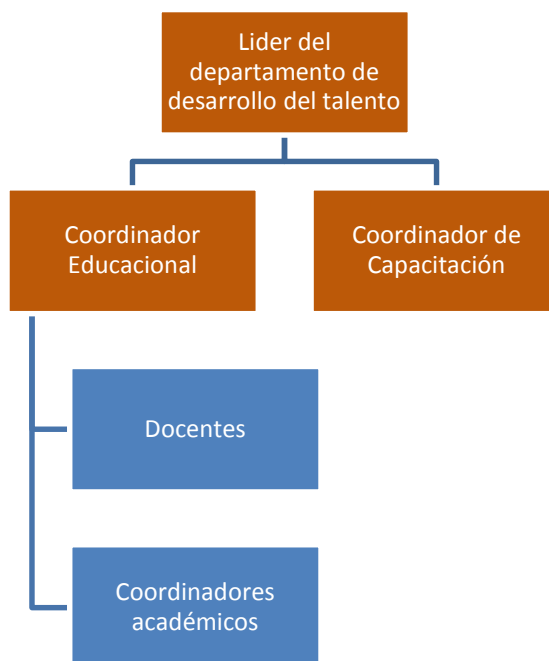 Lider del
departamento de
desarrollo del talento
Coordinador
Educacional
Coordinador de
Capacitación
Docentes
Coordinadores
académicos